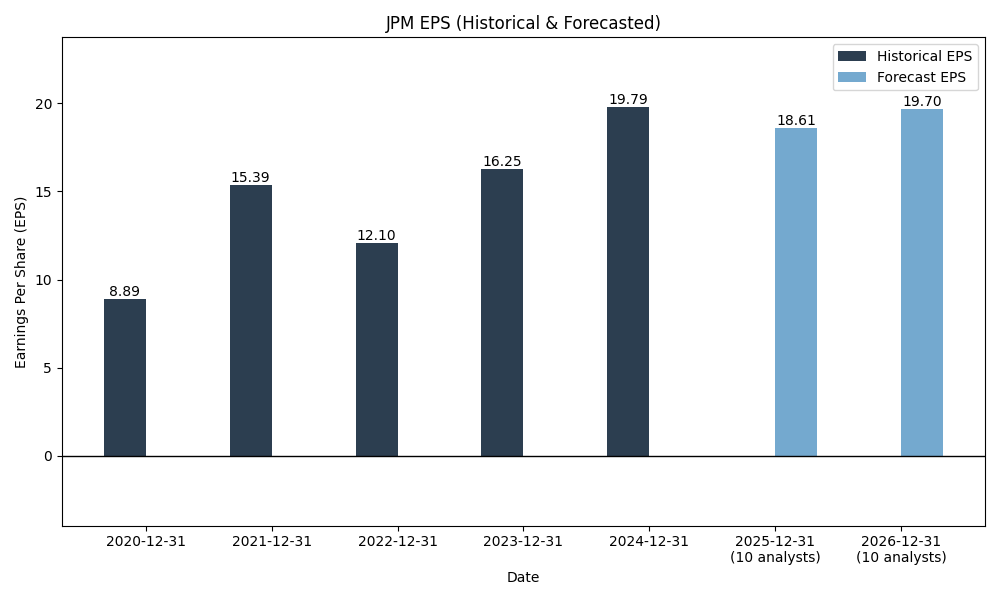 JPM EPS (Historical & Forecasted)
Historical EPS
Forecast EPS
Earnings Per Share (EPS)
20
15
10
5
0
8.89
15.39
12.10
16.25
19.79
18.61
19.70
2020-12-31
2021-12-31
2022-12-31
2023-12-31
2024-12-31
2025-12-31
(10 analysts)
2026-12-31
(10 analysts)
Date